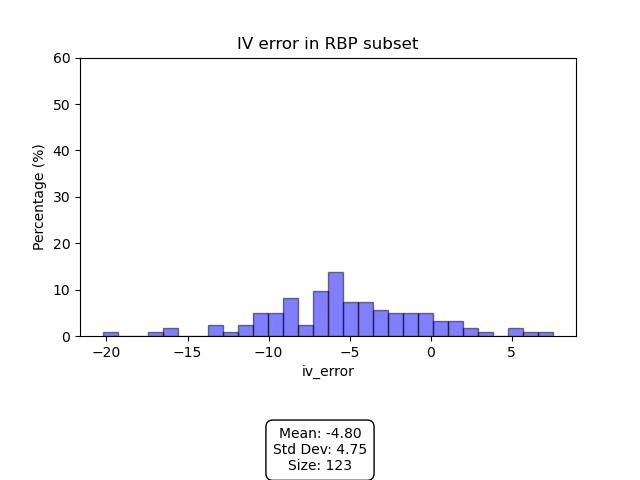 IV error in RBP subset
60
50
40
30
20
10
0
Percentage (%)
−20
−15
−10
−5
0
5
iv_error
Mean: -4.80
Std Dev: 4.75
Size: 123